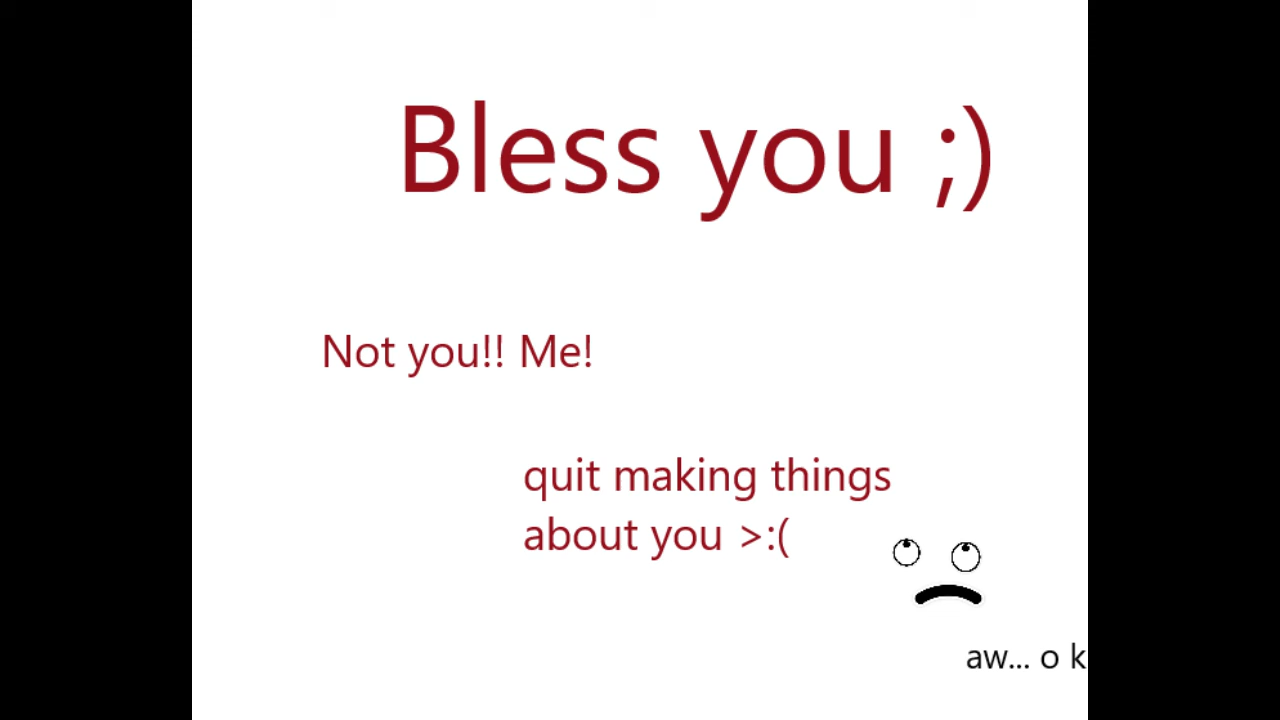 Bless you ;)
Not you!! Me!
quit making things
about you >:(
aw... o k